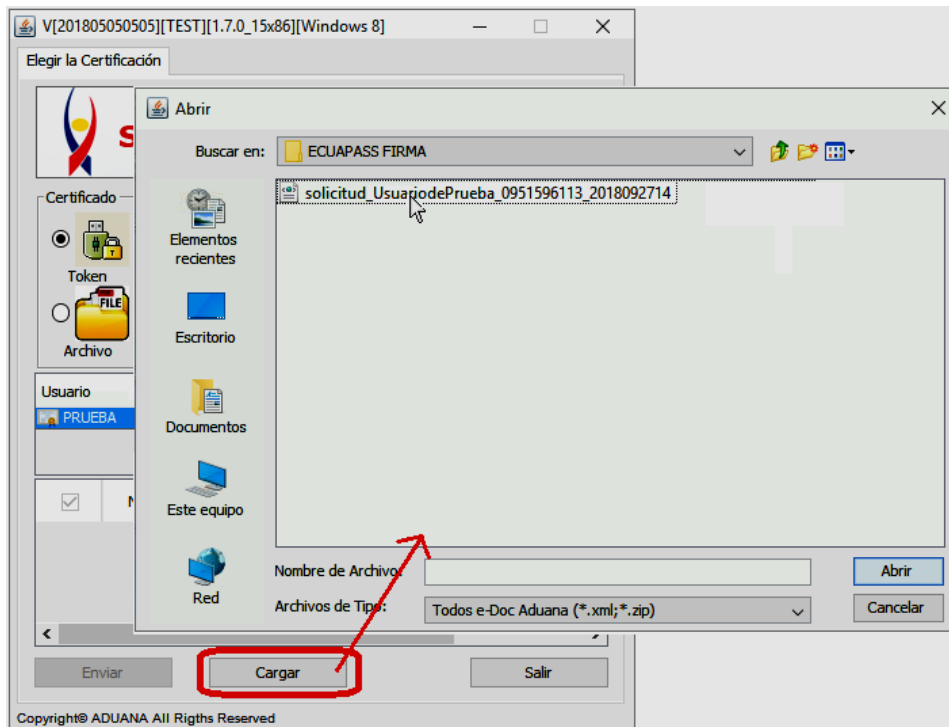 V[201805050505][TEST][1.7.0_15x86][Windows 8]
Elegir la Certificación
S
Abrir
Buscar en:
ECUAPASS FIRMA
solicitud_UsuariodePrueba_0951596113_2018092714
Certificado
Token
FILE
Archivo
Elementos
recientes
Escritorio
Documentos
Este equipo
Red
Usuario
PRUEBA
N
Nombre de Archivo:
Abrir
Archivos de Tipo:
Todos e-Doc Aduana (*.xml;*.zip)
Cancelar
Enviar
Cargar
Salir
Copyright© ADUANA All Rigths Reserved